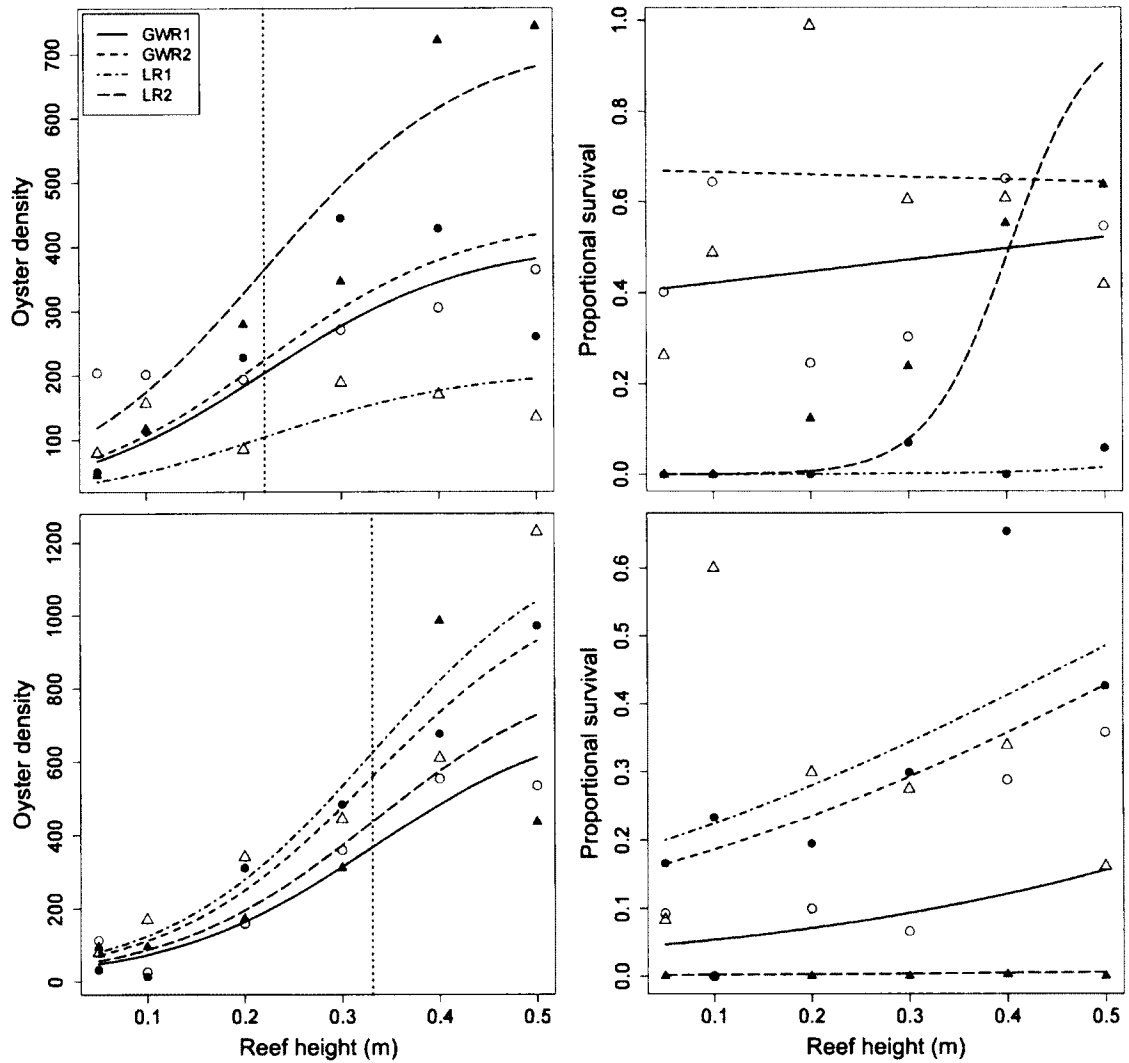 GWR1
GWR2
LR1
LR2
Oyster density
100 200 300 400 500 600 700
Proportional survival
0.0 0.2 0.4 0.6 0.8 1.0
Oyster density
0 200 400 600 800 1000 1200
0.1 0.2 0.3 0.4 0.5
Reef height (m)
Proportional survival
0.0 0.1 0.2 0.3 0.4 0.5 0.6
0.1 0.2 0.3 0.4 0.5
Reef height (m)